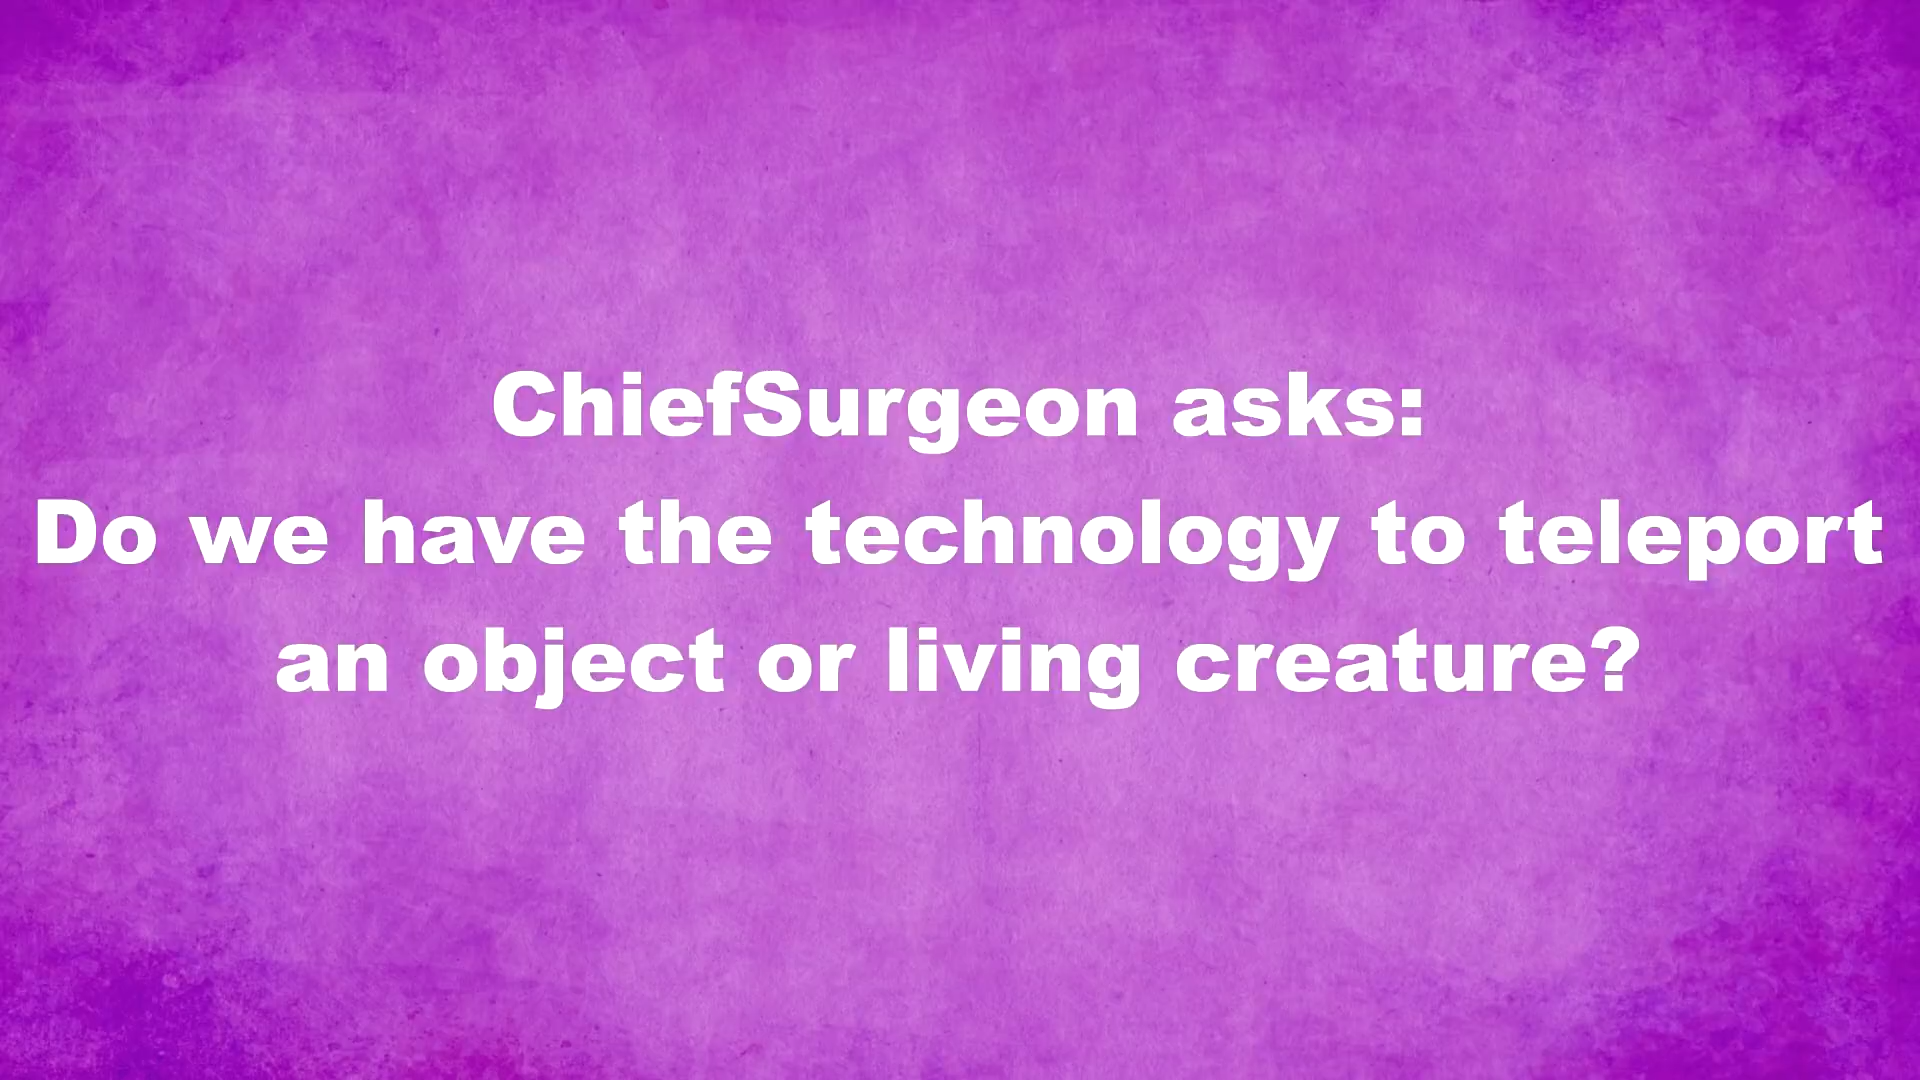 ChiefSurgeon asks:
Do we have the technology to teleport
an object or living creature?